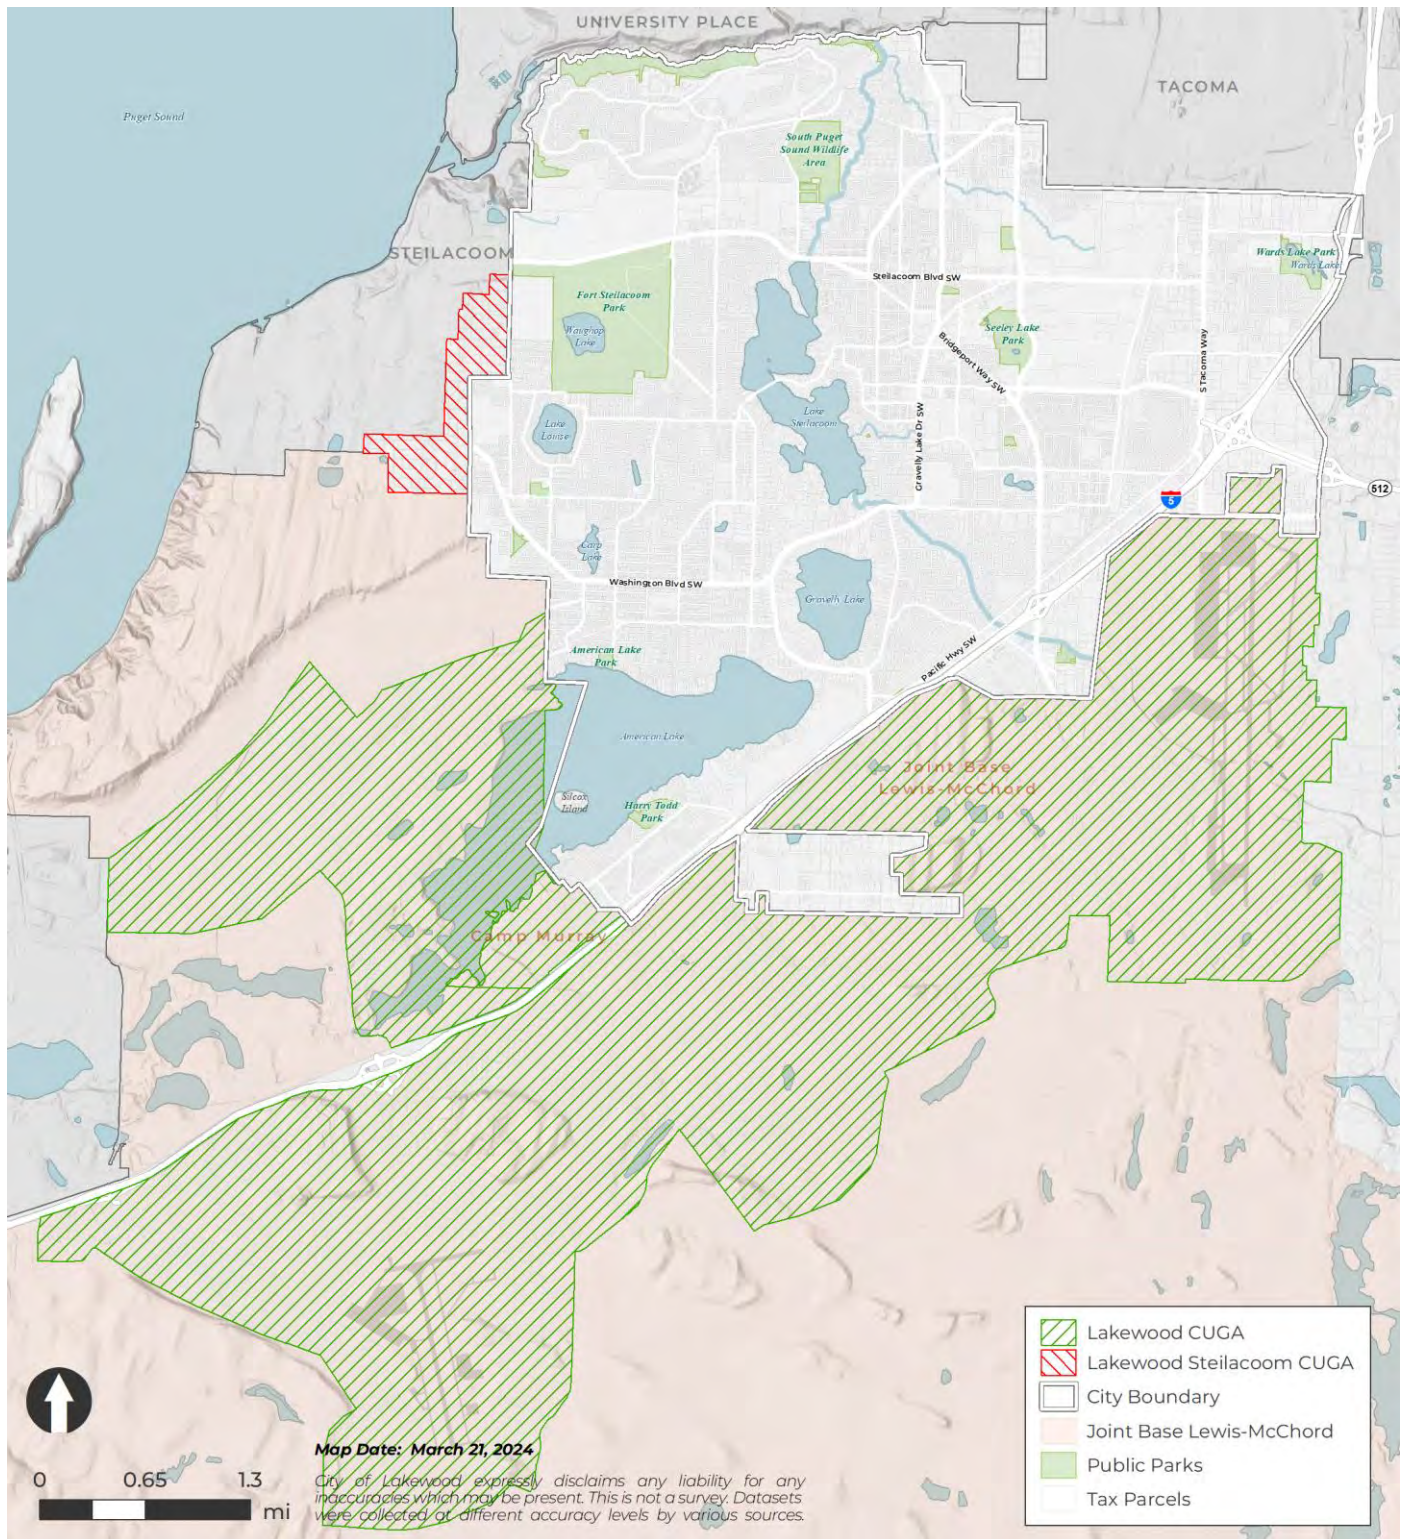 UNIVERSITY PLACE
TACOMA
Puget Sound
South Puget
Sound Wildlife
Area
STEILACOOM
Wards Lake Park
Wards Lake
Steilacoom Blvd SW
Fort Steilacoom
Park
Waughop
Lake
Seeley Lake
Park
Bridgeport Way SW
S Tacoma Way
Lake
Louise
Lake
Steilacoom
Gravelly Lake Dr SW
512
5
Carp
Lake
Washington Blvd SW
Gravelly Lake
American Lake
Park
Pacific Hwy SW
American Lake
Joint Base
Lewis-McChord
Silcox
Island
Harry Todd
Park
Camp Murray
Lakewood CUGA
Lakewood Steilacoom CUGA
City Boundary
Joint Base Lewis-McChord
Public Parks
Tax Parcels
Map Date: March 21, 2024
0 0.65 1.3
mi
City of Lakewood expressly disclaims any liability for any
inaccuracies which may be present. This is not a survey. Datasets
were collected at different accuracy levels by various sources.